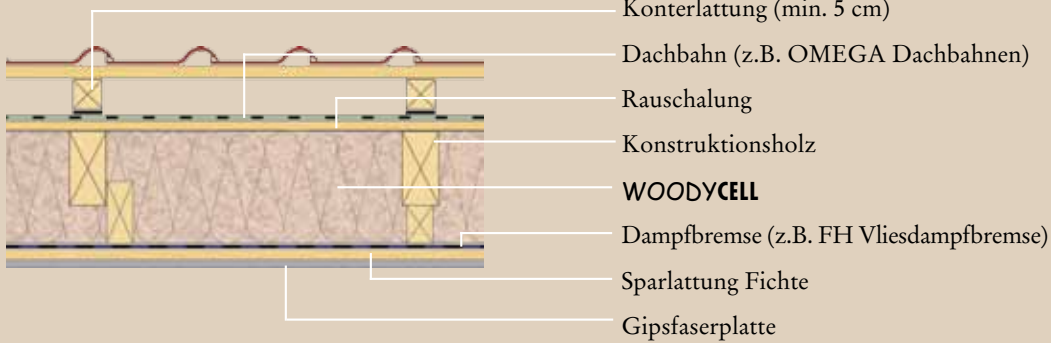 Konterlattung (min. 5 cm)
Dachbahn (z.B. OMEGA Dachbahnen)
Rauschalung
Konstruktionsholz
WOODYCELL
Dampfbremse (z.B. FH Vliesdampfbremse)
Sparlattung Fichte
Gipsfaserplatte